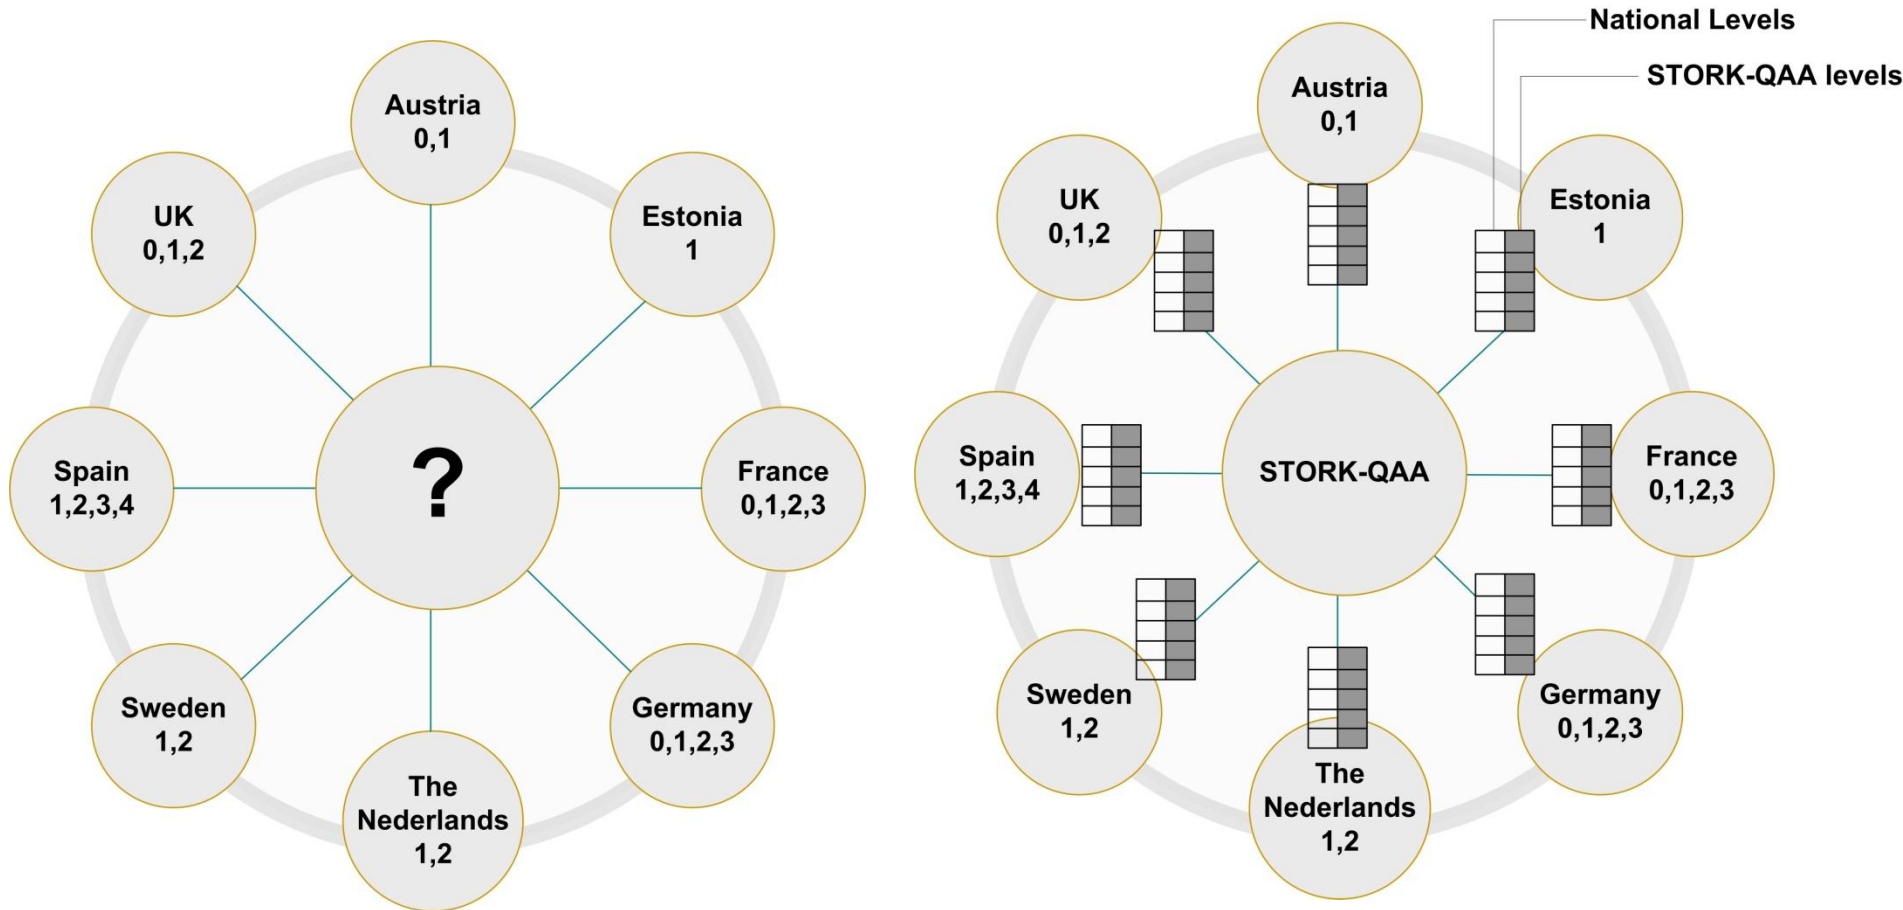 Austria
0,1
UK
0,1,2
Estonia
1
Spain
1,2,3,4
?
France
0,1,2,3
Sweden
1,2
Germany
0,1,2,3
The
Nederlands
1,2
National Levels
STORK-QAA levels
Austria
0,1
UK
0,1,2
Estonia
1
Spain
1,2,3,4
STORK-QAA
France
0,1,2,3
Sweden
1,2
Germany
0,1,2,3
The
Nederlands
1,2